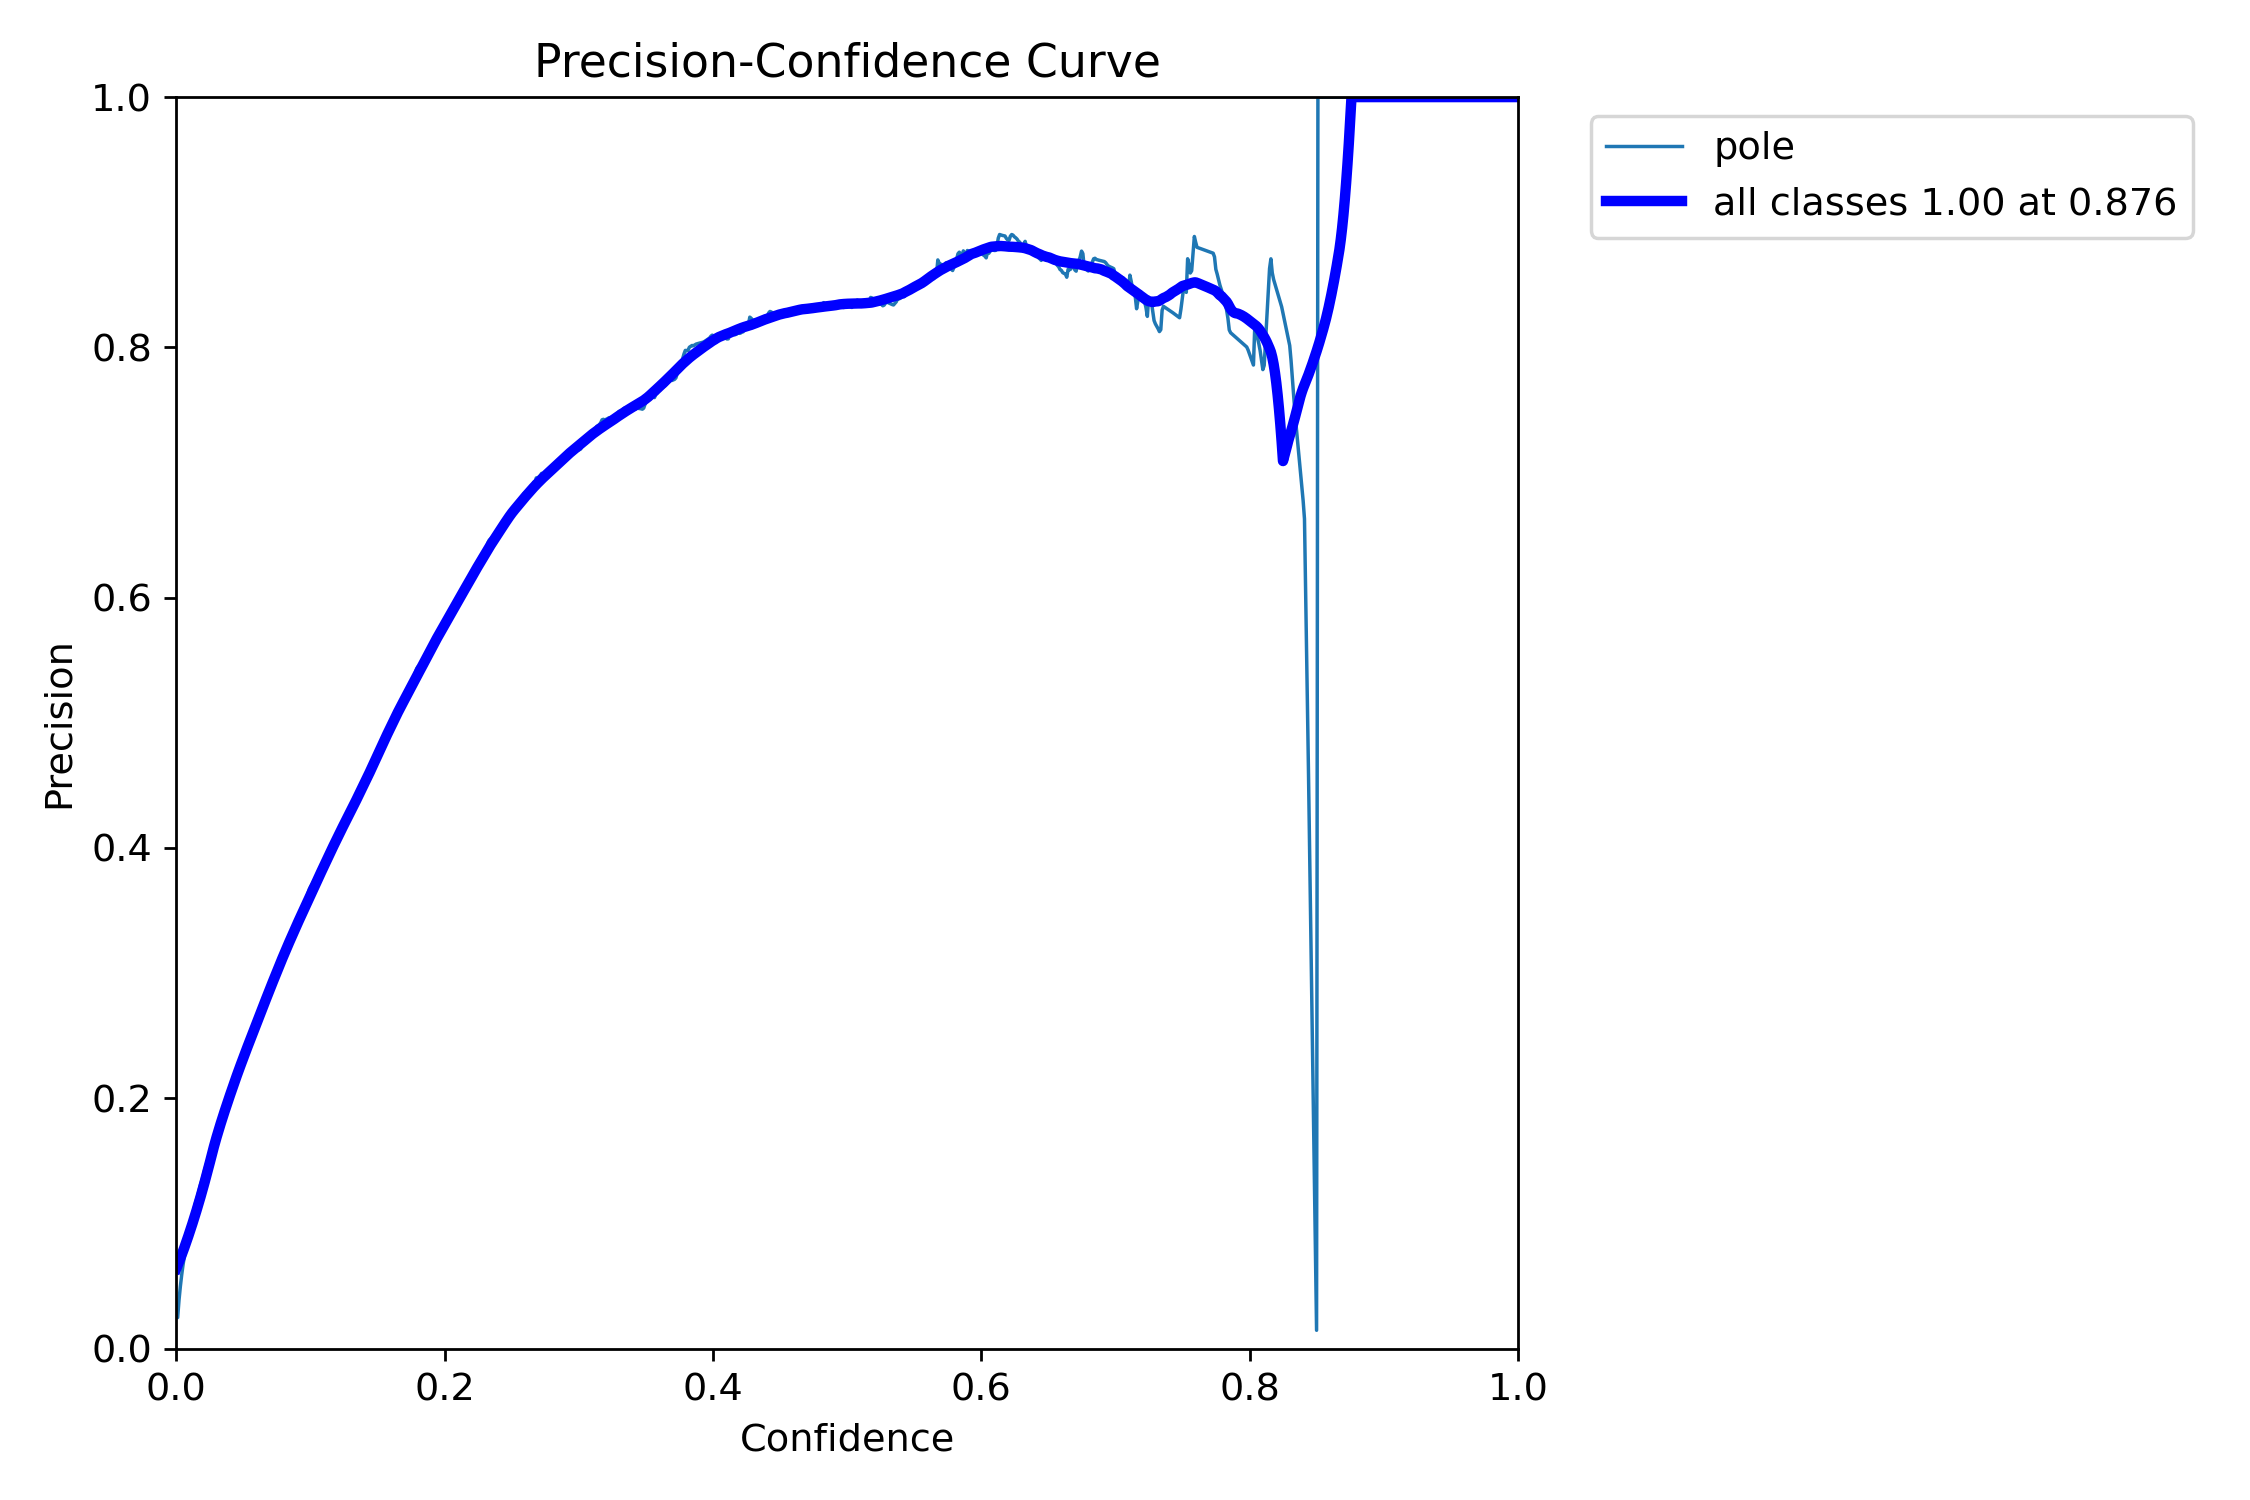 Precision-Confidence Curve
pole
all classes 1.00 at 0.876
1.0
0.8
0.6
0.4
0.2
0.0
Precision
0.0 0.2 0.4 0.6 0.8 1.0
Confidence